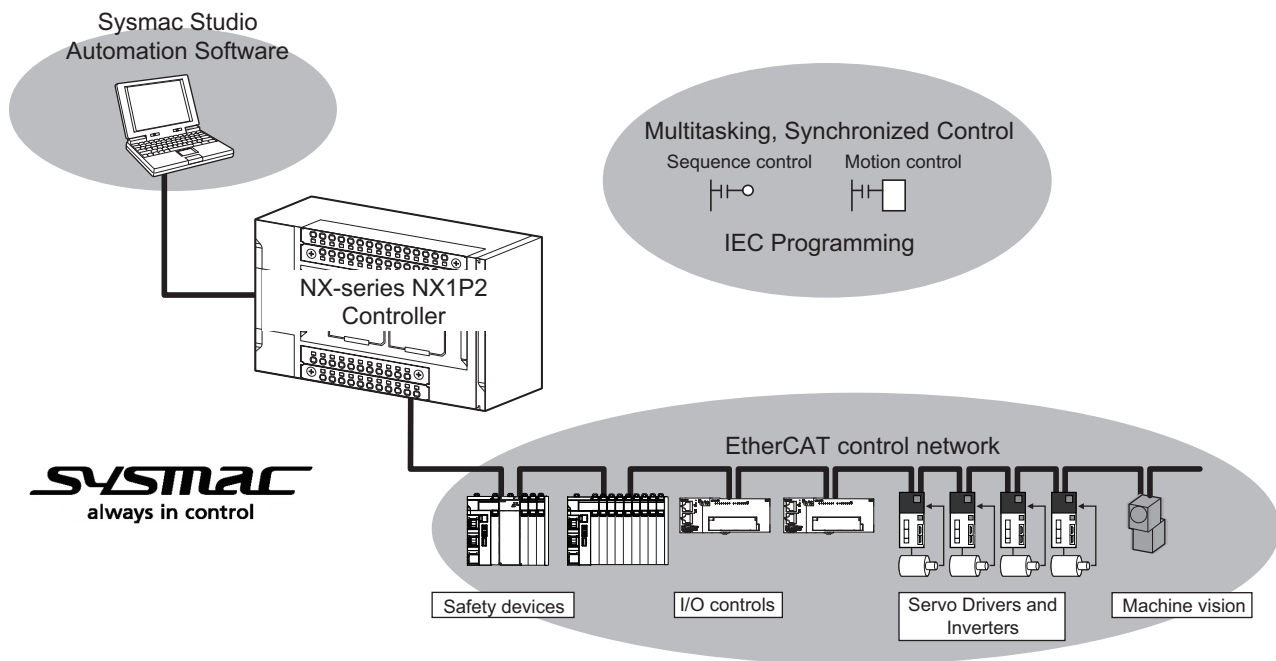 Sysmac Studio
Automation Software
Multitasking, Synchronized Control
Sequence control
Motion control
IEC Programming
NX-series NX1P2
Controller
EtherCAT control network
sysmac
always in control
Safety devices
I/O controls
Servo Drivers and
Inverters
Machine vision